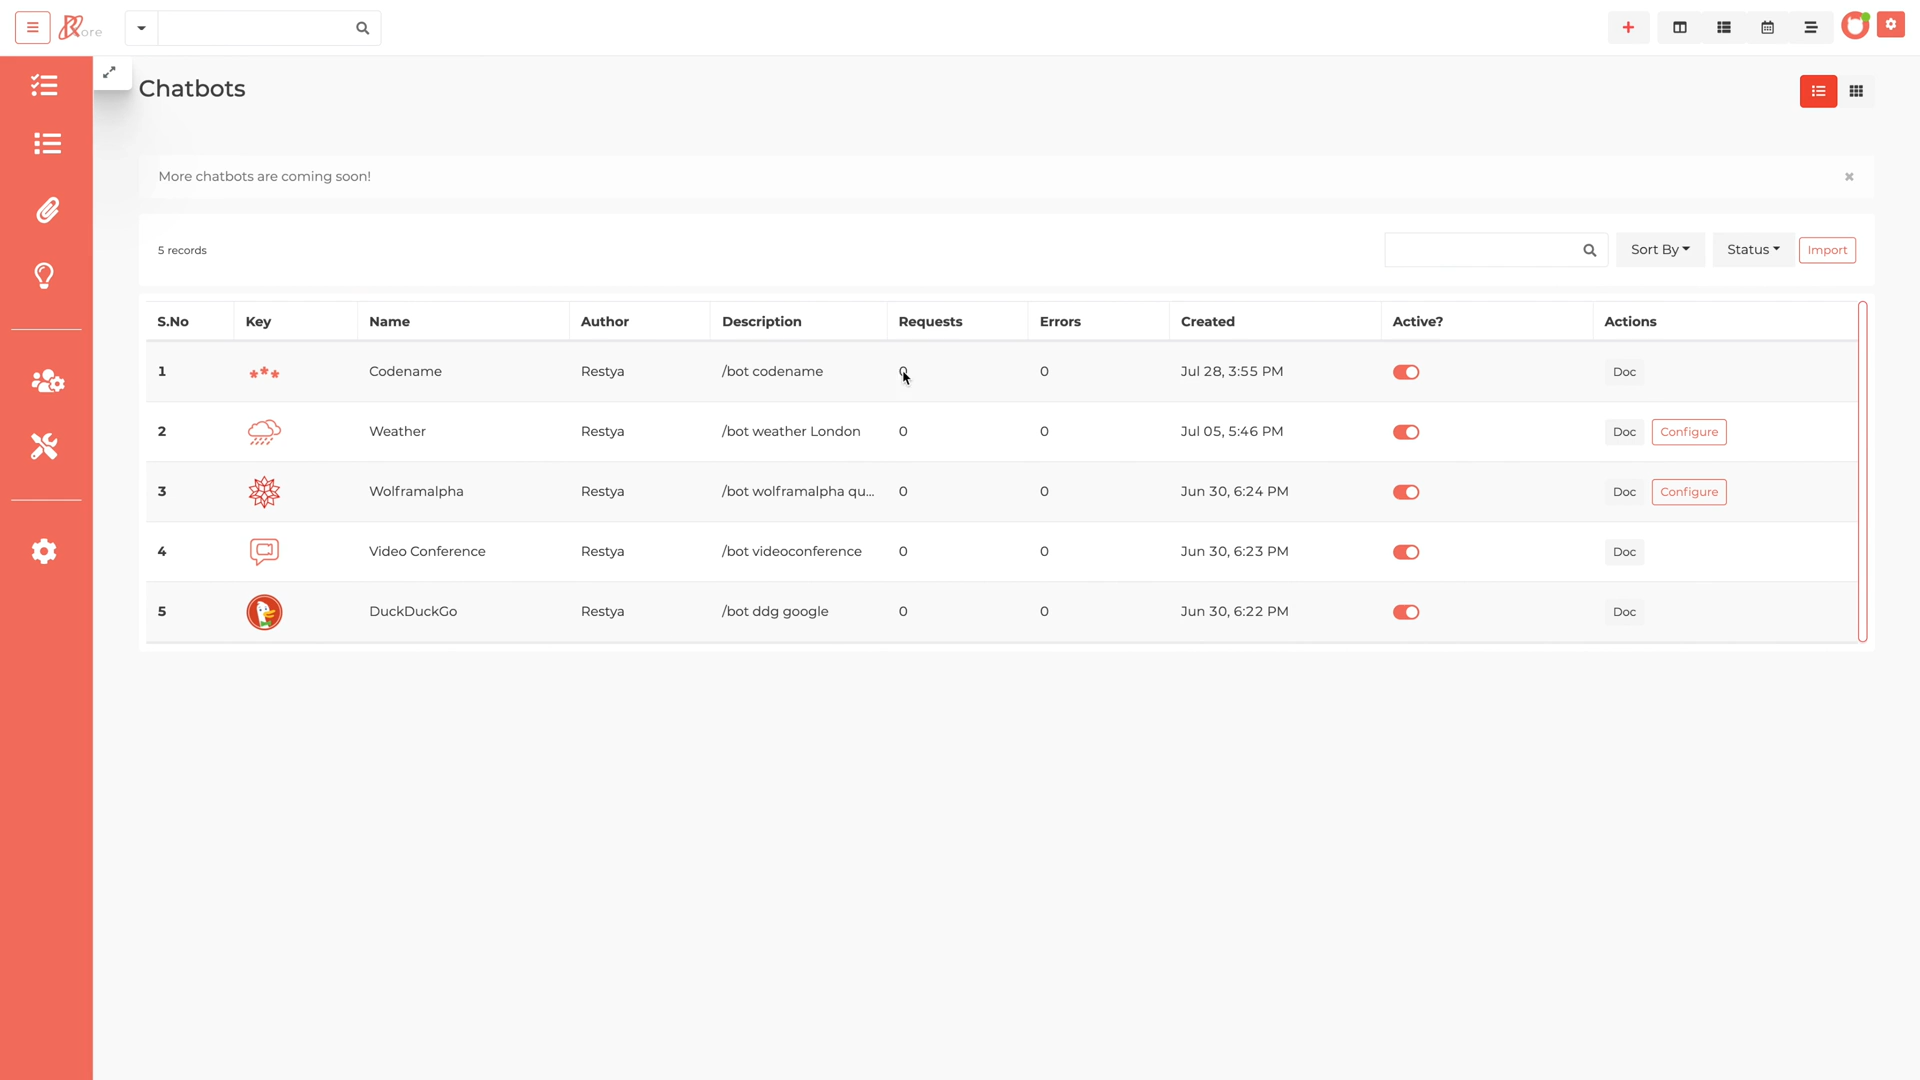 ore
Chatbots
More chatbots are coming soon!
5 records
Sort By
Status
Import
S.No Key Name Author Description Requests Errors Created Active? Actions
1 Codename Restya /bot codename 0 0 Jul 28, 3:55 PM Doc
2 Weather Restya /bot weather London 0 0 Jul 05, 5:46 PM Doc Configure
3 Wolframalpha Restya /bot wolframalpha qu... 0 0 Jun 30, 6:24 PM Doc Configure
4 Video Conference Restya /bot videoconference 0 0 Jun 30, 6:23 PM Doc
5 DuckDuckGo Restya /bot ddg google 0 0 Jun 30, 6:22 PM Doc